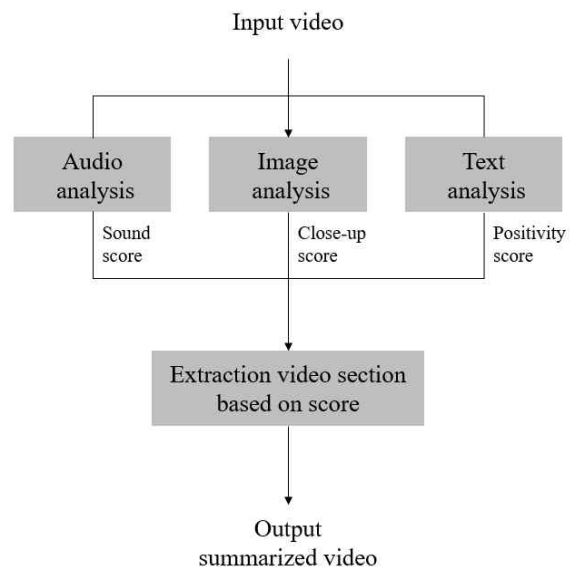 Input video
Audio
analysis
Image
analysis
Text
analysis
Sound
score
Close-up
score
Positivity
score
Extraction video section
based on score
Output
summarized video